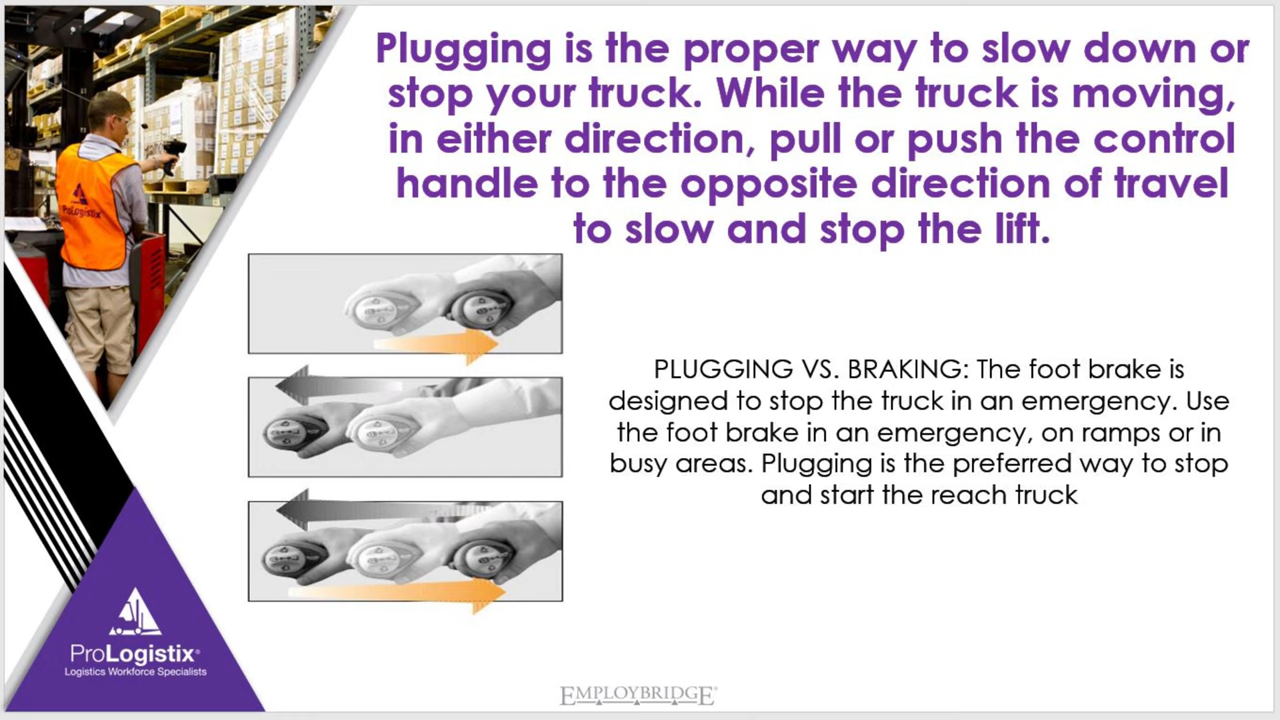 Plugging is the proper way to slow down or
stop your truck. While the truck is moving,
in either direction, pull or push the control
handle to the opposite direction of travel
to slow and stop the lift.
ProLogistix
PLUGGING VS. BRAKING: The foot brake is
designed to stop the truck in an emergency. Use
the foot brake in an emergency, on ramps or in
busy areas. Plugging is the preferred way to stop
and start the reach truck
ProLogistix®
Logistics Workforce Specialists
EMPLOYBRIDGE®